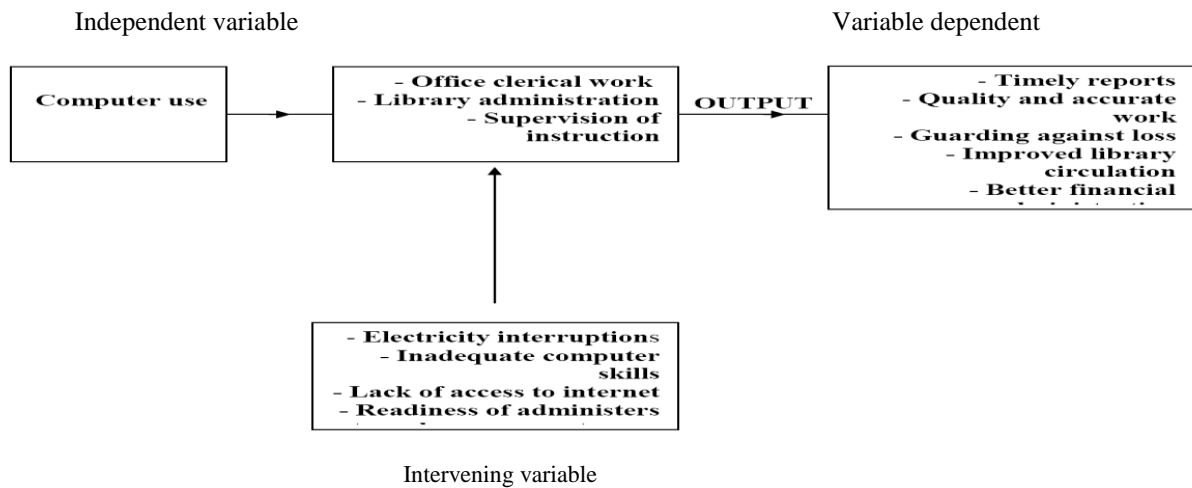 Independent variable
Variable dependent
Computer use
- Office clerical work
- Library administration
- Supervision of
instruction
OUTPUT
- Timely reports
- Quality and accurate
work
- Guarding against loss
- Improved library
circulation
- Better financial
- Electricity interruptions
- Inadequate computer
skills
- Lack of access to internet
- Readiness of administers
Intervening variable